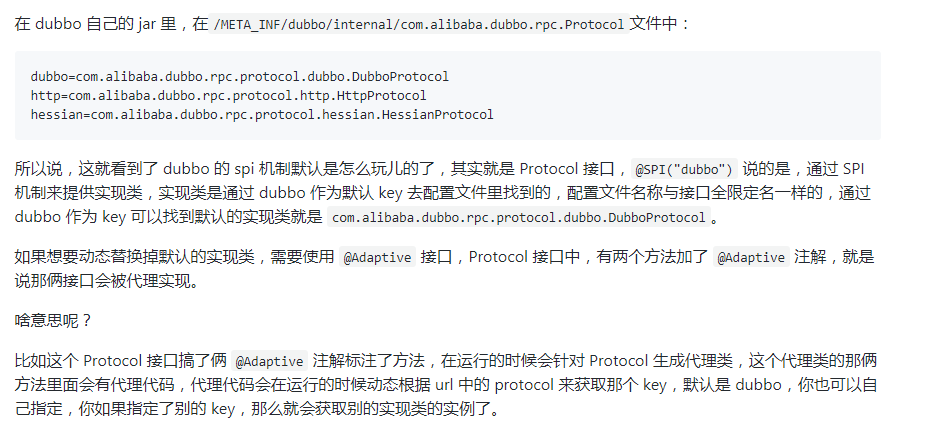 在 dubbo 自己的 jar 里，在 /META_INF/dubbo/internal/com.alibaba.dubbo.rpc.Protocol 文件中：
dubbo=com.alibaba.dubbo.rpc.protocol.dubbo.DubboProtocol
http=com.alibaba.dubbo.rpc.protocol.http.HttpProtocol
hessian=com.alibaba.dubbo.rpc.protocol.hessian.HessianProtocol
所以说，这就看到了 dubbo 的 spi 机制默认是怎么玩儿的了，其实就是 Protocol 接口，@SPI("dubbo") 说的是，通过 SPI
机制来提供实现类，实现类是通过 dubbo 作为默认 key 去配置文件里找到的，配置文件名称与接口全限定名一样的，通过
dubbo 作为 key 可以找到默认的实现类就是 com.alibaba.dubbo.rpc.protocol.dubbo.DubboProtocol。
如果想要动态替换掉默认的实现类，需要使用 @Adaptive 接口，Protocol 接口中，有两个方法加了 @Adaptive 注解，就是
说那俩接口会被代理实现。
啥意思呢？
比如这个 Protocol 接口搞了俩 @Adaptive 注解标注了方法，在运行的时候会针对 Protocol 生成代理类，这个代理类的那俩
方法里面会有代理代码，代理代码会在运行的时候动态根据 url 中的 protocol 来获取那个 key，默认是 dubbo，你也可以自
己指定，你如果指定了别的 key，那么就会获取别的实现类的实例了。